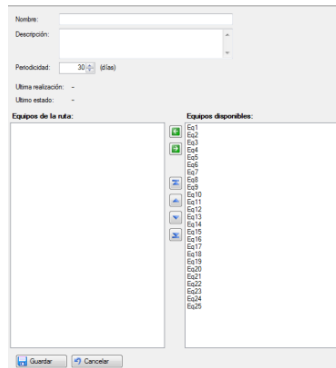 Nombre:
Descripción:
Periodicidad: 30 (días)
Ultima realización: -
Ultimo estado: -
Equipos de la ruta: Equipos disponibles:
Eq1
Eq2
Eq3
Eq4
Eq5
Eq6
Eq7
Eq8
Eq9
Eq10
Eq11
Eq12
Eq13
Eq14
Eq15
Eq16
Eq17
Eq18
Eq19
Eq20
Eq21
Eq22
Eq23
Eq24
Eq25
Guardar Cancelar